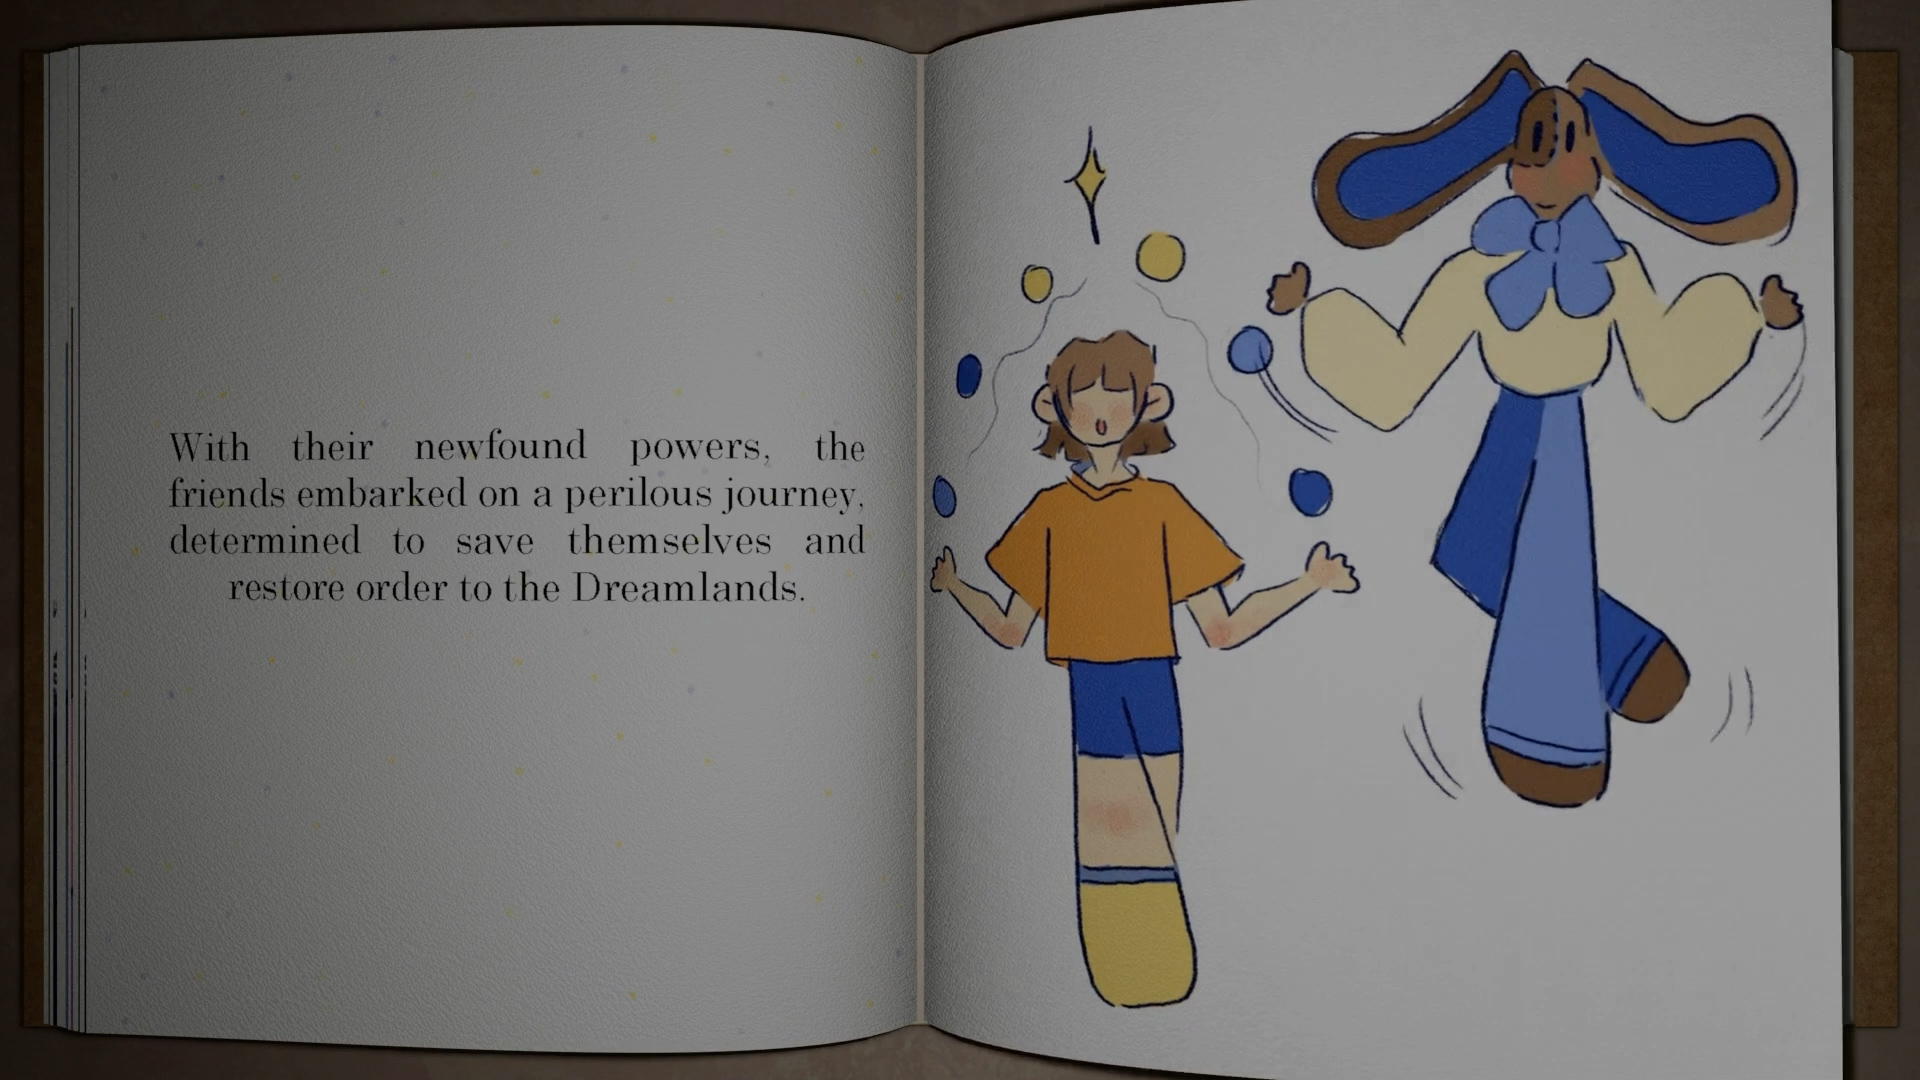 With their newfound powers, the
friends embarked on a perilous journey,
determined to save themselves and
restore order to the Dreamlands.